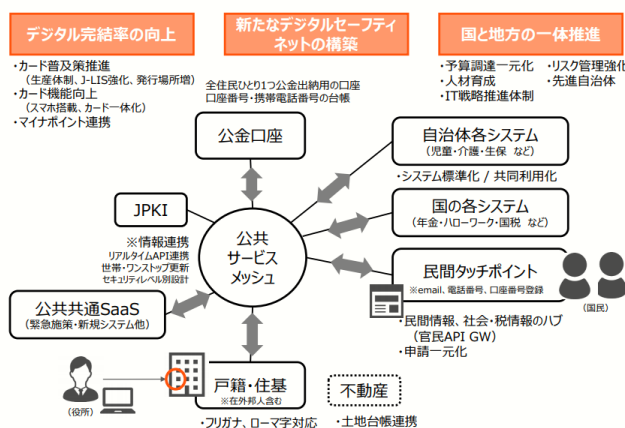 デジタル完結率の向上
・カード普及政策推進
（生産体制、J-LIS強化、発行場所増）
・カード機能向上
（スマホ搭載、カード一体化）
・マイナポイント連携
新たなデジタルセーフティ
ネットの構築
全住民ひとり1つ公金出納用の口座
口座番号・携帯電話番号の台帳
国と地方の一体推進
・予算調達一元化
・人材育成
・IT戦略推進体制
・リスク管理強化
・先進自治体
公金口座
自治体各システム
（児童・介護・生保 など）
・システム標準化 / 共同利用化
JPKI
※情報連携
リアルタイムAPI連携
世帯・ワンストップ更新
セキュリティレベル別設計
公共
サービス
メッシュ
国の各システム
（年金・ハローワーク・国税 など）
民間タッチポイント
※email、電話番号、口座番号登録
（国民）
・民間情報、社会・税情報のハブ
（官民API GW）
・申請一元化
公共共通SaaS
（緊急施策・新規システム他）
（役所）
戸籍・住基
※在外邦人含む
・フリガナ、ローマ字対応
不動産
・土地台帳連携